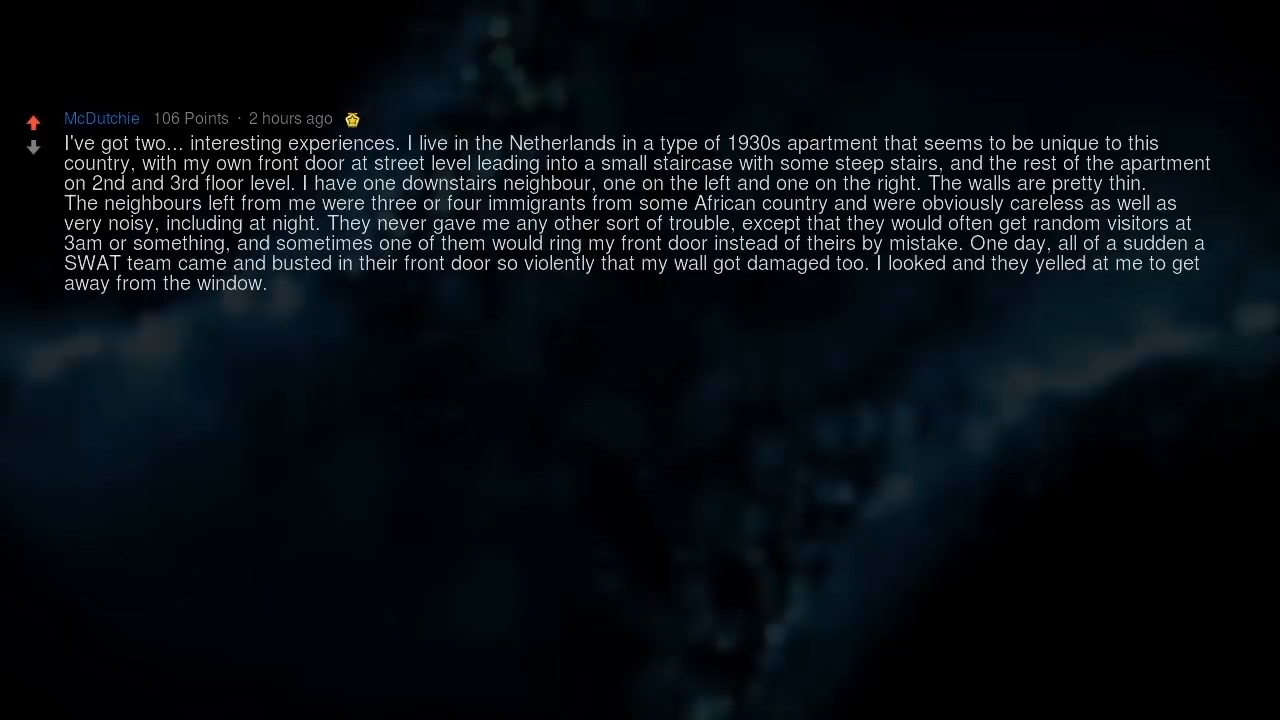 McDutchie 106 Points · 2 hours ago
I've got two... interesting experiences. I live in the Netherlands in a type of 1930s apartment that seems to be unique to this
country, with my own front door at street level leading into a small staircase with some steep stairs, and the rest of the apartment
on 2nd and 3rd floor level. I have one downstairs neighbour, one on the left and one on the right. The walls are pretty thin.
The neighbours left from me were three or four immigrants from some African country and were obviously careless as well as
very noisy, including at night. They never gave me any other sort of trouble, except that they would often get random visitors at
3am or something, and sometimes one of them would ring my front door instead of theirs by mistake. One day, all of a sudden a
SWAT team came and busted in their front door so violently that my wall got damaged too. I looked and they yelled at me to get
away from the window.